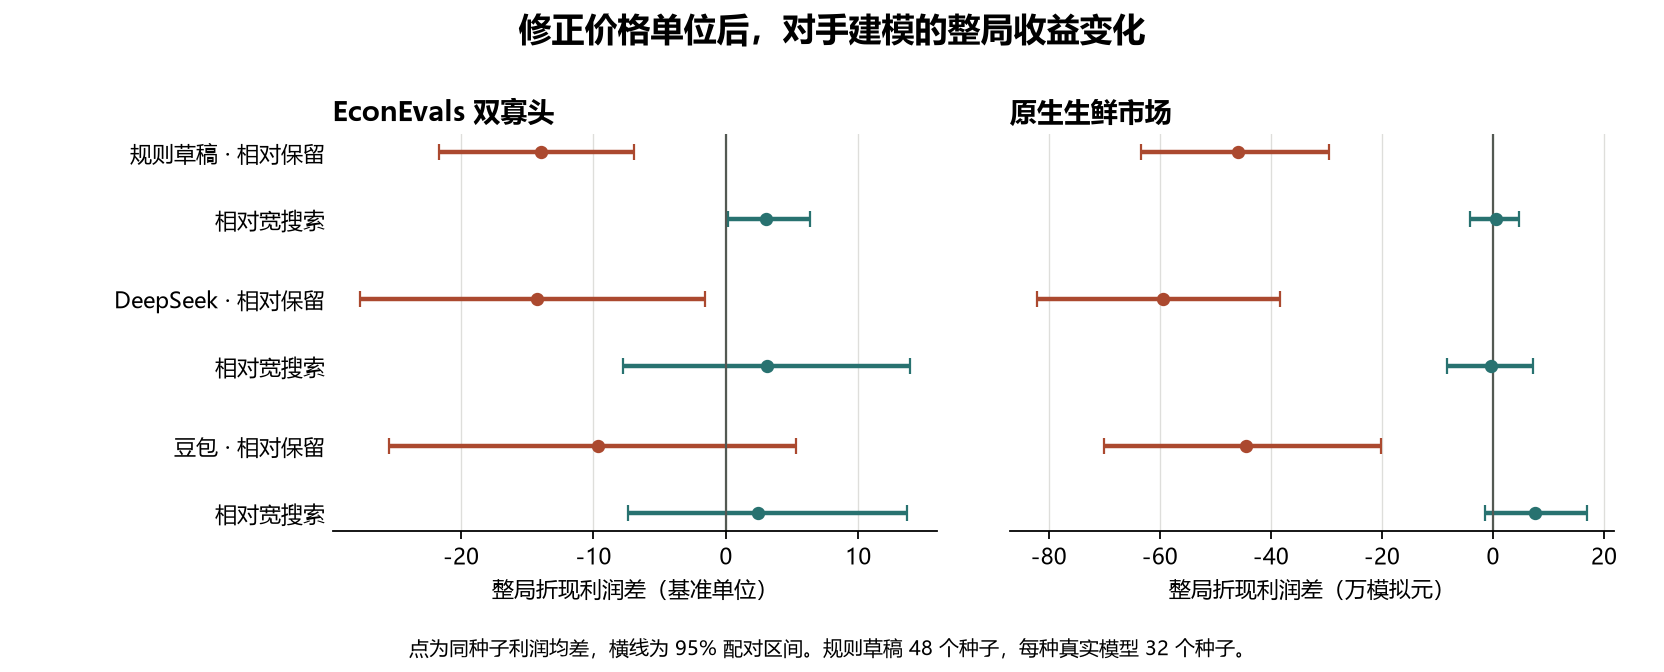 修正价格单位后，对手建模的整局收益变化
EconEvals 双寡头
原生生鲜市场
规则草稿 · 相对保留
相对宽搜索
DeepSeek · 相对保留
相对宽搜索
豆包 · 相对保留
相对宽搜索
-20 -10 0 10
-80 -60 -40 -20 0 20
整局折现利润差（基准单位）
整局折现利润差（万模拟元）
点为同种子利润均差，横线为 95% 配对区间。规则草稿 48 个种子，每种真实模型 32 个种子。